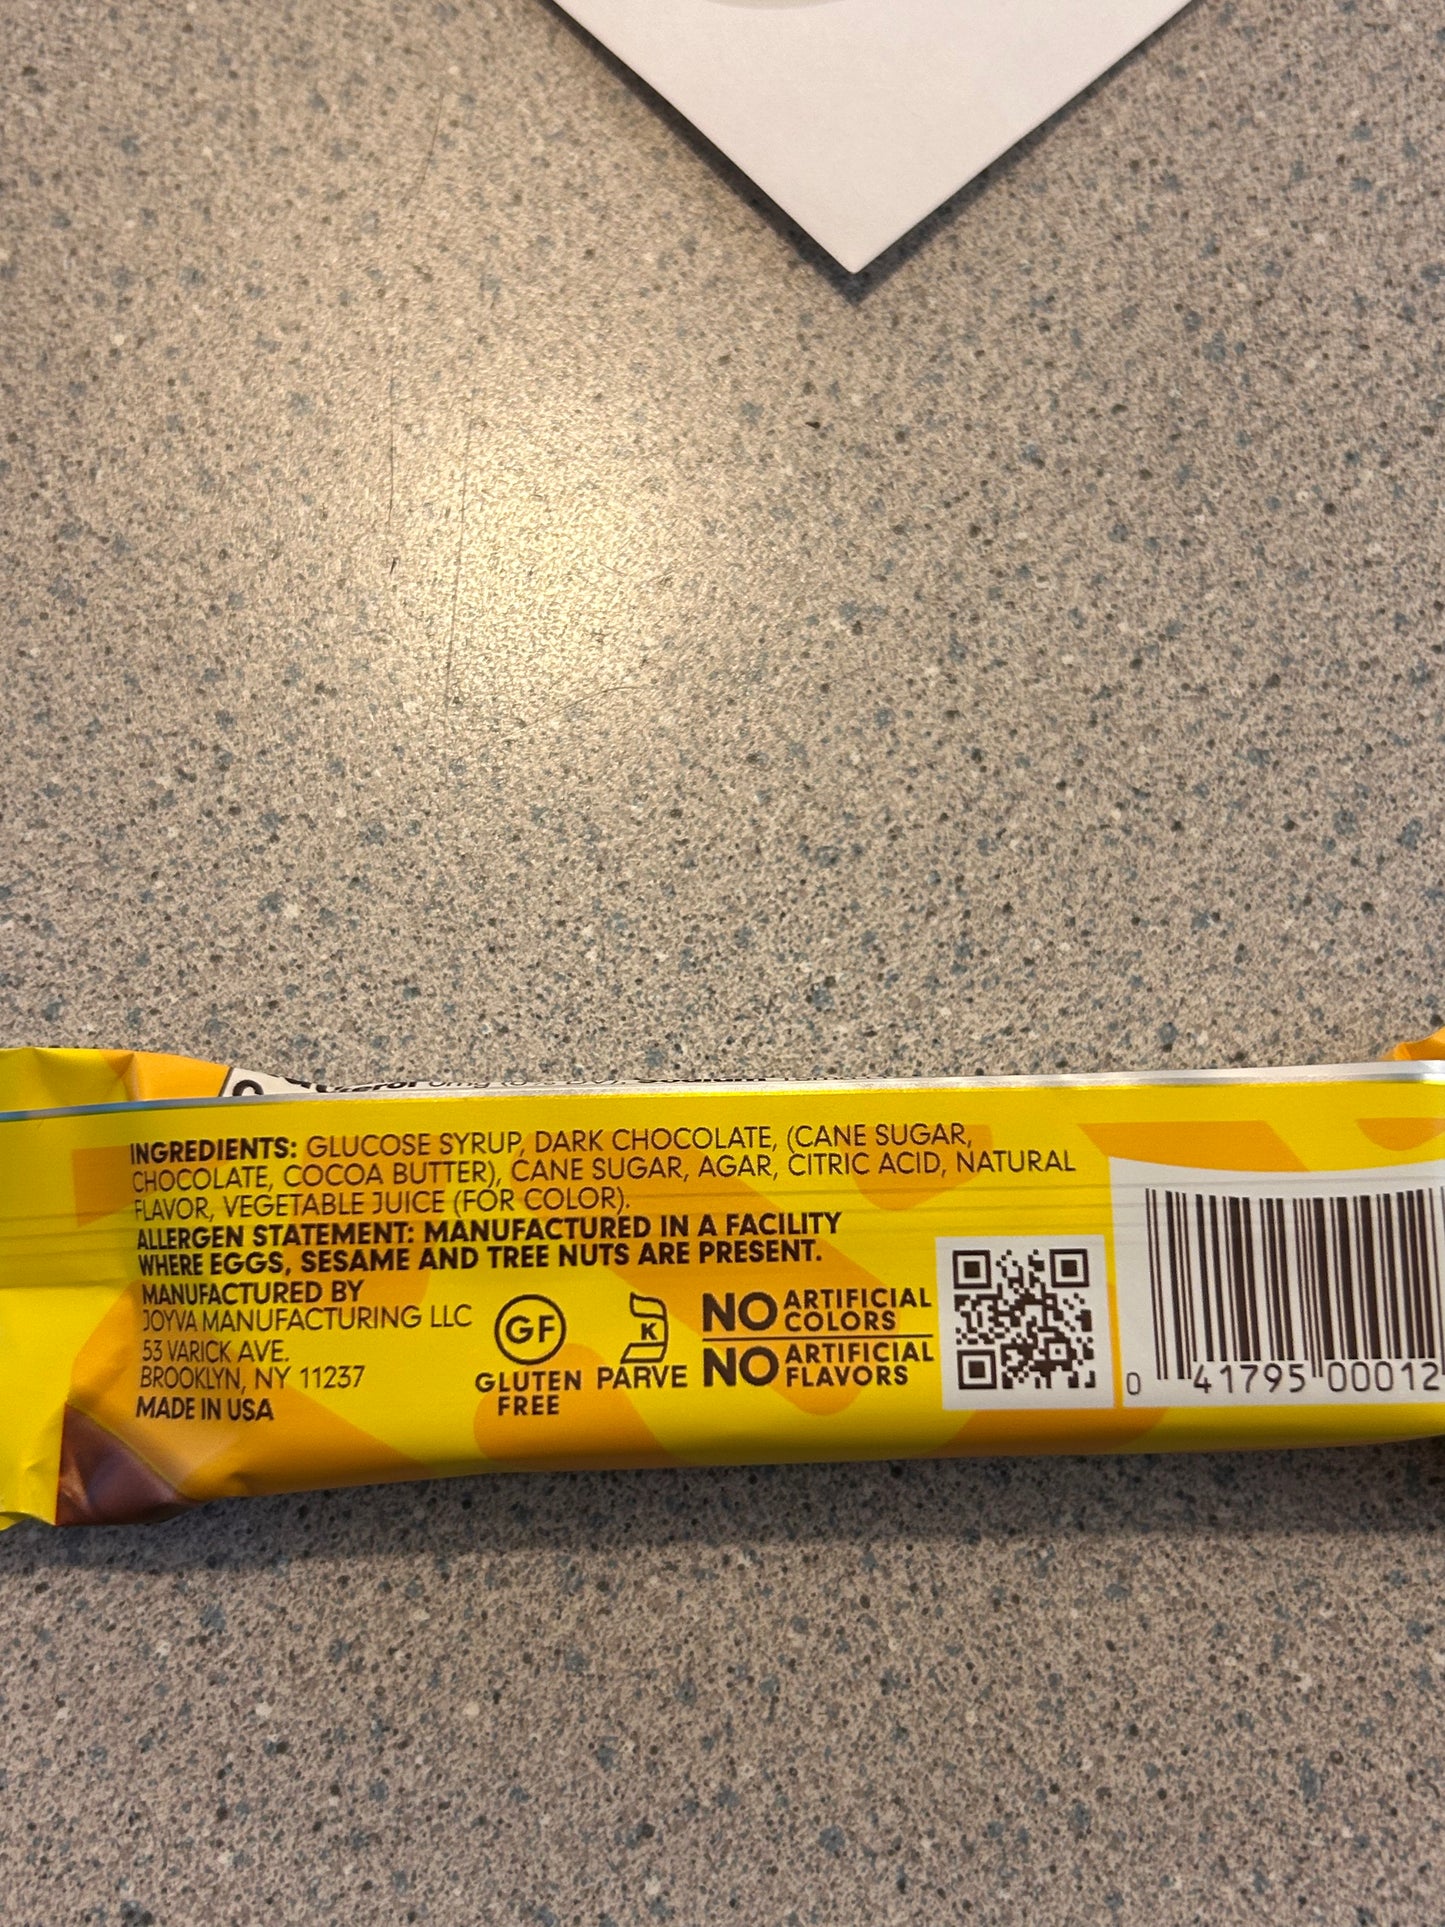 INGREDIENTS: GLUCOSE SYRUP, DARK CHOCOLATE, (CANE SUGAR,
CHOCOLATE, COCOA BUTTER), CANE SUGAR, AGAR, CITRIC ACID, NATURAL
FLAVOR, VEGETABLE JUICE (FOR COLOR).
ALLERGEN STATEMENT: MANUFACTURED IN A FACILITY
WHERE EGGS, SESAME AND TREE NUTS ARE PRESENT.
MANUFACTURED BY
JOYVA MANUFACTURING LLC
53 VARICK AVE.
BROOKLYN, NY 11237
MADE IN USA
GF
GLUTEN
FREE
K
PARVE
NO ARTIFICIAL
COLORS
NO ARTIFICIAL
FLAVORS
0 41795 00012